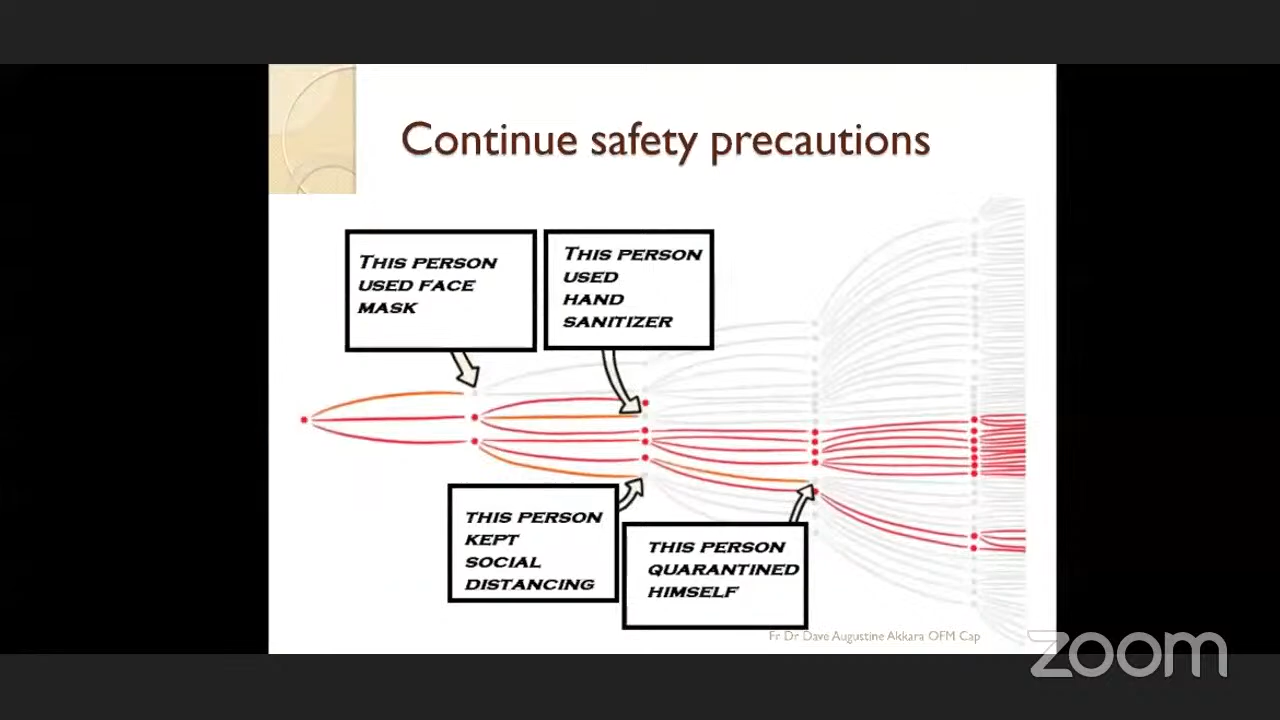 Continue safety precautions
THIS PERSON
USED FACE
MASK
THIS PERSON
USED
HAND
SANITIZER
THIS PERSON
KEPT
SOCIAL
DISTANCING
THIS PERSON
QUARANTINED
HIMSELF
Fr Dr Dave Augustine Akkara OFM Cap
zoom